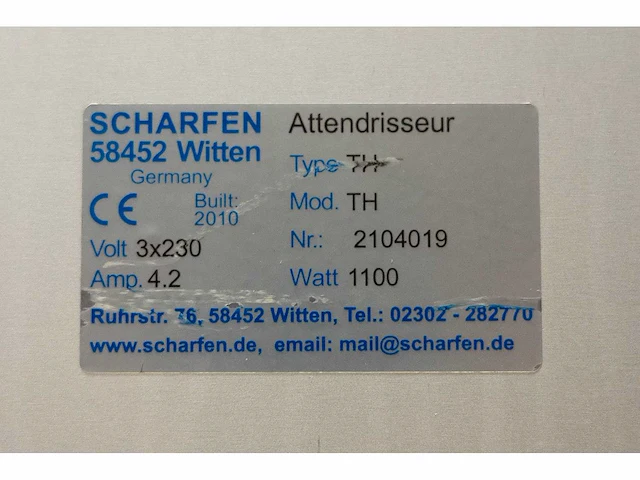 SCHARFEN
58452 Witten
Germany
Built:
2010
Volt 3x230
Amp. 4.2
Attendrisseur
Type TH
Mod. TH
Nr.: 2104019
Watt 1100
Ruhrstr. 76, 58452 Witten, Tel.: 02302 - 282770
www.scharfen.de, email: mail@scharfen.de